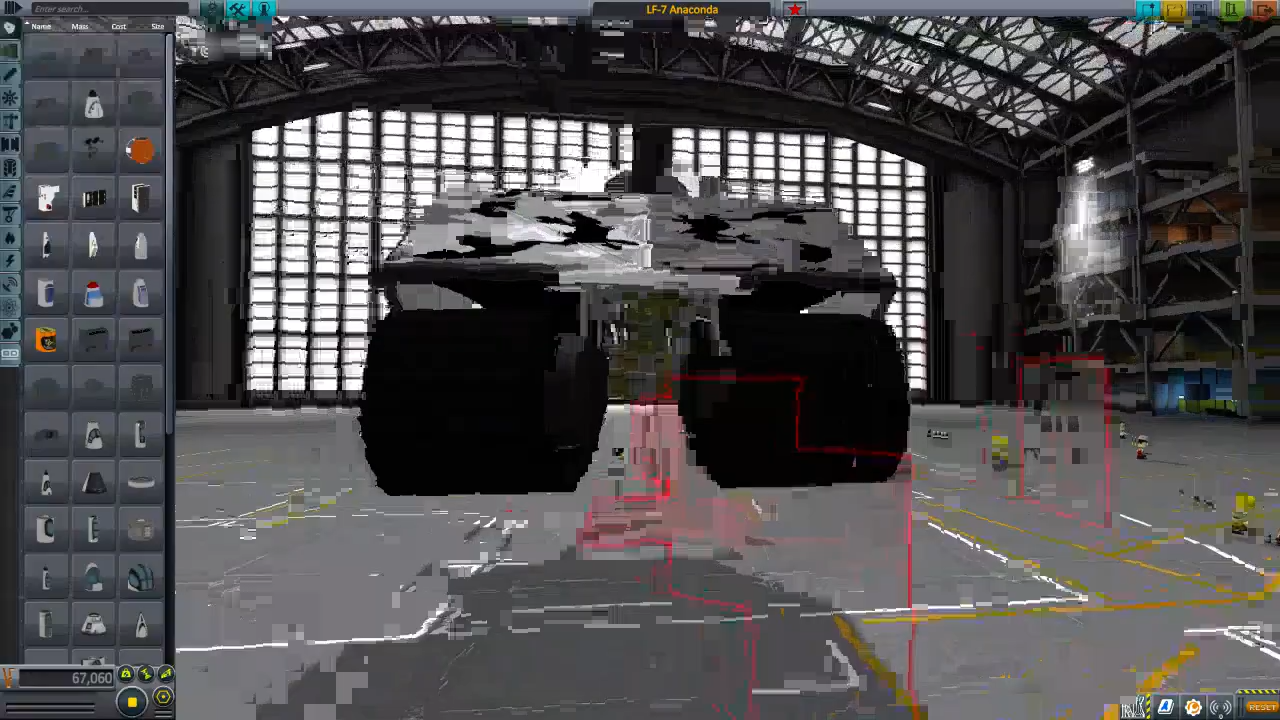 Enter search...
LF-7 Anaconda
Name Mass Cost Size
67,060
RESET